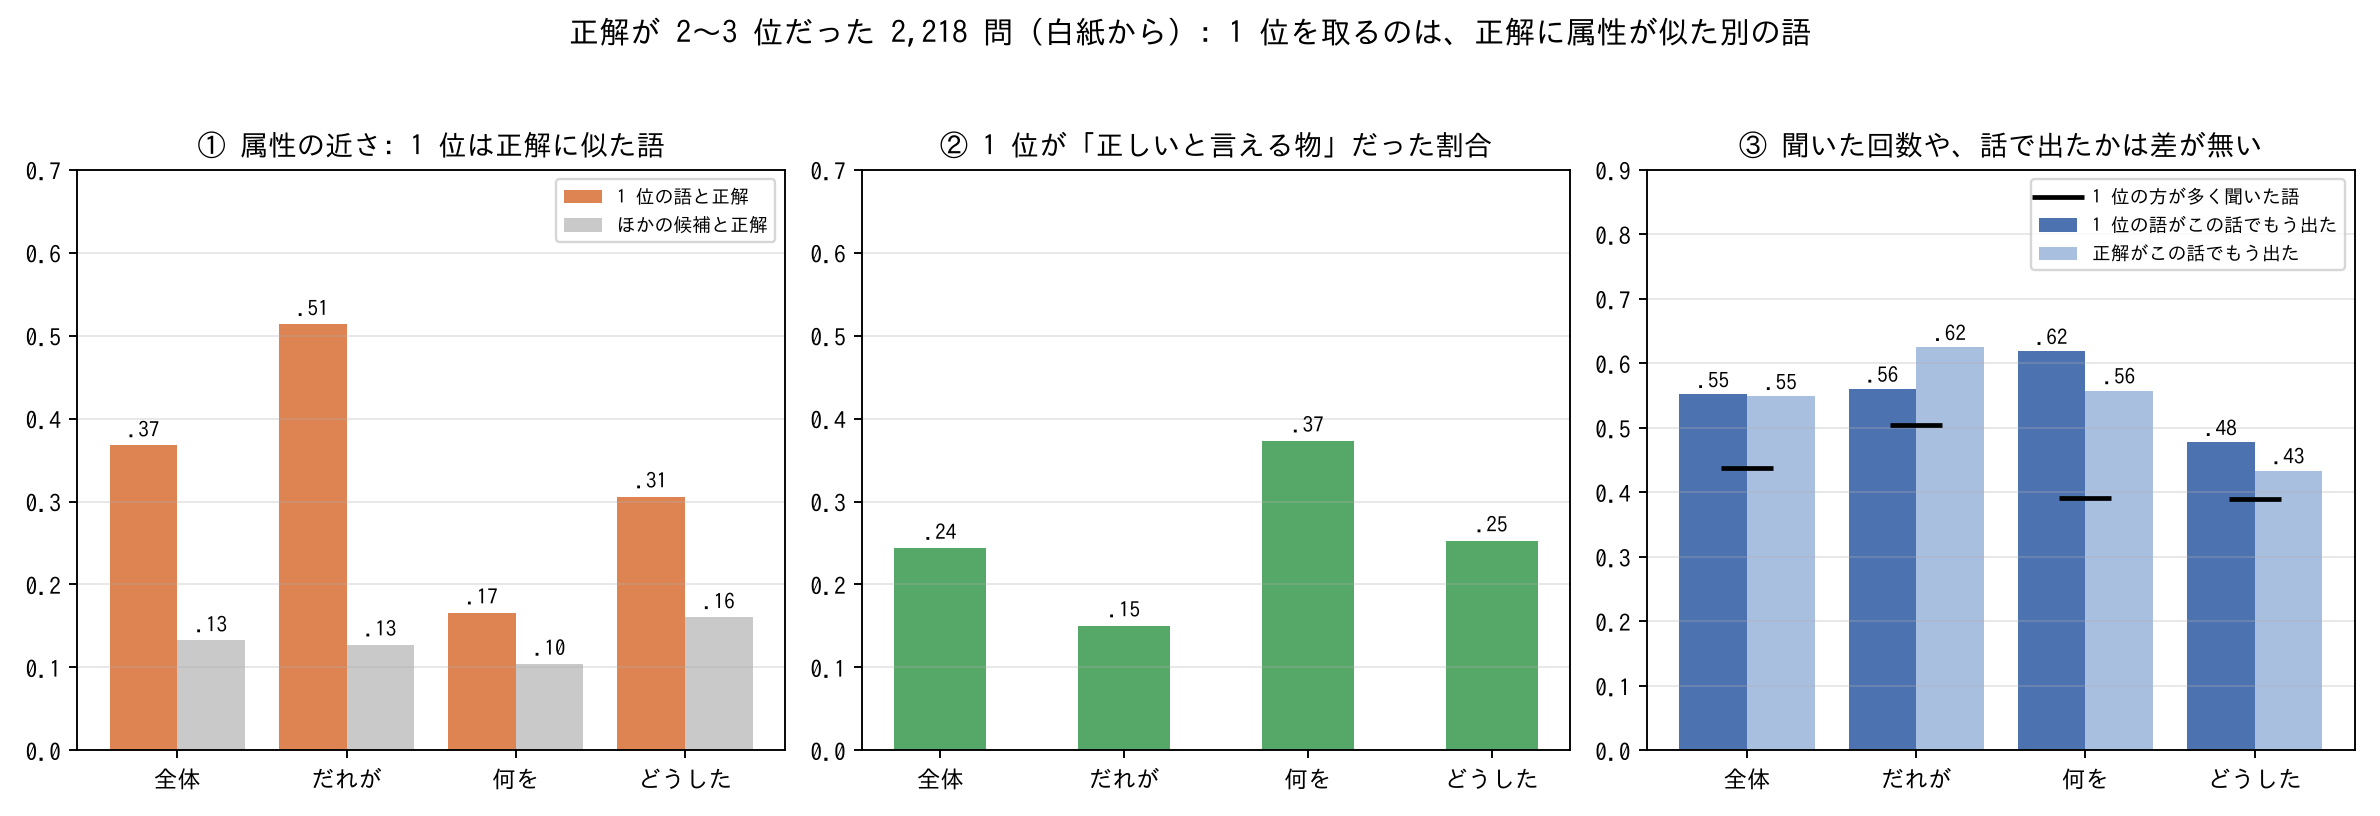 正解が 2～3 位だった 2,218 問（白紙から）: 1 位を取るのは、正解に属性が似た別の語
① 属性の近さ: 1 位は正解に似た語
0.7
0.6
0.5
0.4
0.3
0.2
0.1
0.0
1 位の語と正解
ほかの候補と正解
.37
.13
.51
.13
.17
.10
.31
.16
全体
だれが
何を
どうした
② 1 位が「正しいと言える物」だった割合
0.7
0.6
0.5
0.4
0.3
0.2
0.1
0.0
.24
.15
.37
.25
全体
だれが
何を
どうした
③ 聞いた回数や、話で出たかは差が無い
0.9
0.8
0.7
0.6
0.5
0.4
0.3
0.2
0.1
0.0
1 位の方が多く聞いた語
1 位の語がこの話でもう出た
正解がこの話でもう出た
.55
.55
.56
.62
.62
.56
.48
.43
全体
だれが
何を
どうした